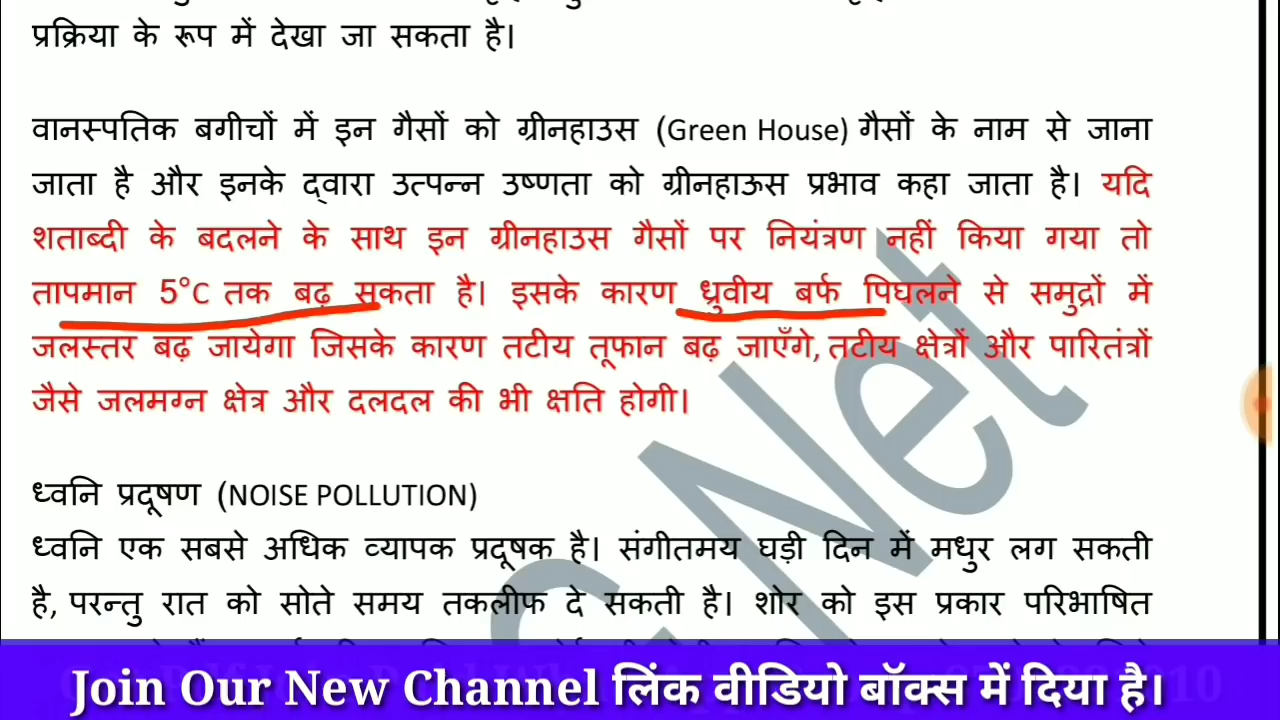 प्रक्रिया के रूप में देखा जा सकता है।
वानस्पतिक बगीचों में इन गैसों को ग्रीनहाउस (Green House) गैसों के नाम से जाना
जाता है और इनके द्वारा उत्पन्न उष्णता को ग्रीनहाऊस प्रभाव कहा जाता है। यदि
शताब्दी के बदलने के साथ इन ग्रीनहाउस गैसों पर नियंत्रण नहीं किया गया तो
तापमान 5°C तक बढ़ सकता है। इसके कारण ध्रुवीय बर्फ पिघलने से समुद्रों में
जलस्तर बढ़ जायेगा जिसके कारण तटीय तूफान बढ़ जाएँगे, तटीय क्षेत्रों और पारितंत्रों
जैसे जलमग्न क्षेत्र और दलदल की भी क्षति होगी।
ध्वनि प्रदूषण (NOISE POLLUTION)
ध्वनि एक सबसे अधिक व्यापक प्रदूषक है। संगीतमय घड़ी दिन में मधुर लग सकती
है, परन्तु रात को सोते समय तकलीफ दे सकती है। शोर को इस प्रकार परिभाषित
Join Our New Channel लिंक वीडियो बॉक्स में दिया है।